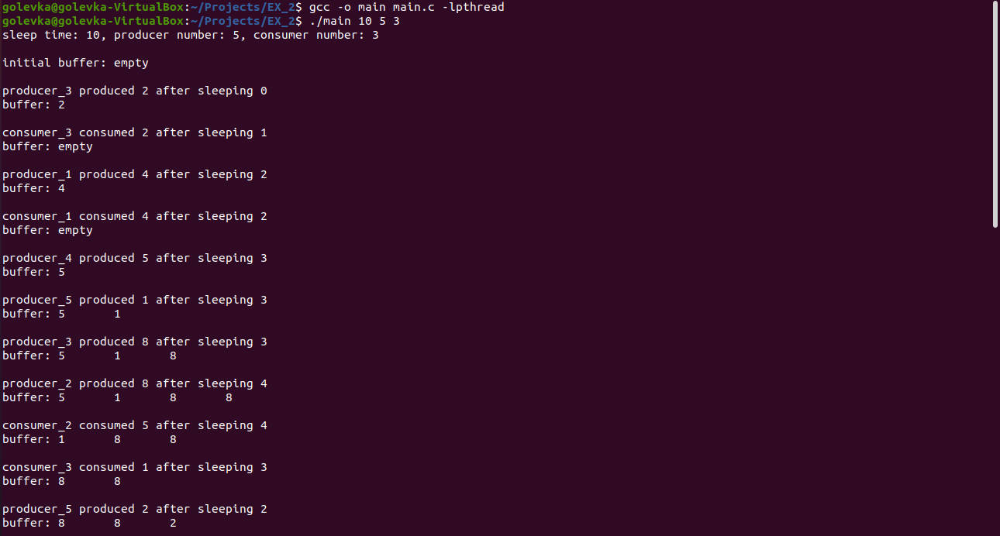 golevka@golevka-VirtualBox:~/Projects/EX_2$ gcc -o main main.c -lpthread
golevka@golevka-VirtualBox:~/Projects/EX_2$ ./main 10 5 3
sleep time: 10, producer number: 5, consumer number: 3
initial buffer: empty
producer_3 produced 2 after sleeping 0
buffer: 2
consumer_3 consumed 2 after sleeping 1
buffer: empty
producer_1 produced 4 after sleeping 2
buffer: 4
consumer_1 consumed 4 after sleeping 2
buffer: empty
producer_4 produced 5 after sleeping 3
buffer: 5
producer_5 produced 1 after sleeping 3
buffer: 5       1
producer_3 produced 8 after sleeping 3
buffer: 5       1       8
producer_2 produced 8 after sleeping 4
buffer: 5       1       8       8
consumer_2 consumed 5 after sleeping 4
buffer: 1       8       8
consumer_3 consumed 1 after sleeping 3
buffer: 8       8
producer_5 produced 2 after sleeping 2
buffer: 8       8       2